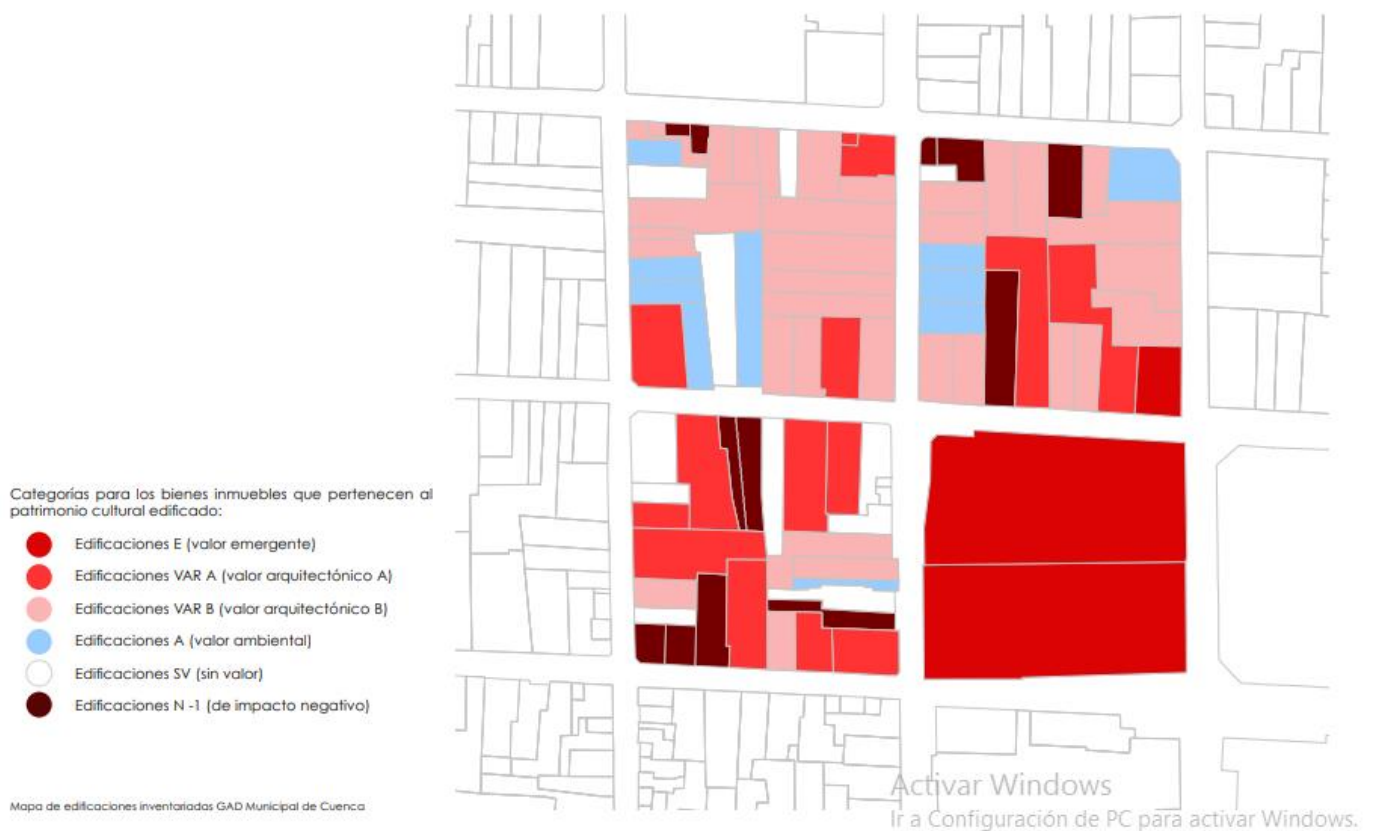 Categorías para los bienes inmuebles que pertenecen al
patrimonio cultural edificado:
Edificaciones E (valor emergente)
Edificaciones VAR A (valor arquitectónico A)
Edificaciones VAR B (valor arquitectónico B)
Edificaciones A (valor ambiental)
Edificaciones SV (sin valor)
Edificaciones N -1 (de impacto negativo)
Mapa de edificaciones inventariadas GAD Municipal de Cuenca
Activar Windows
Ir a Configuración de PC para activar Windows.